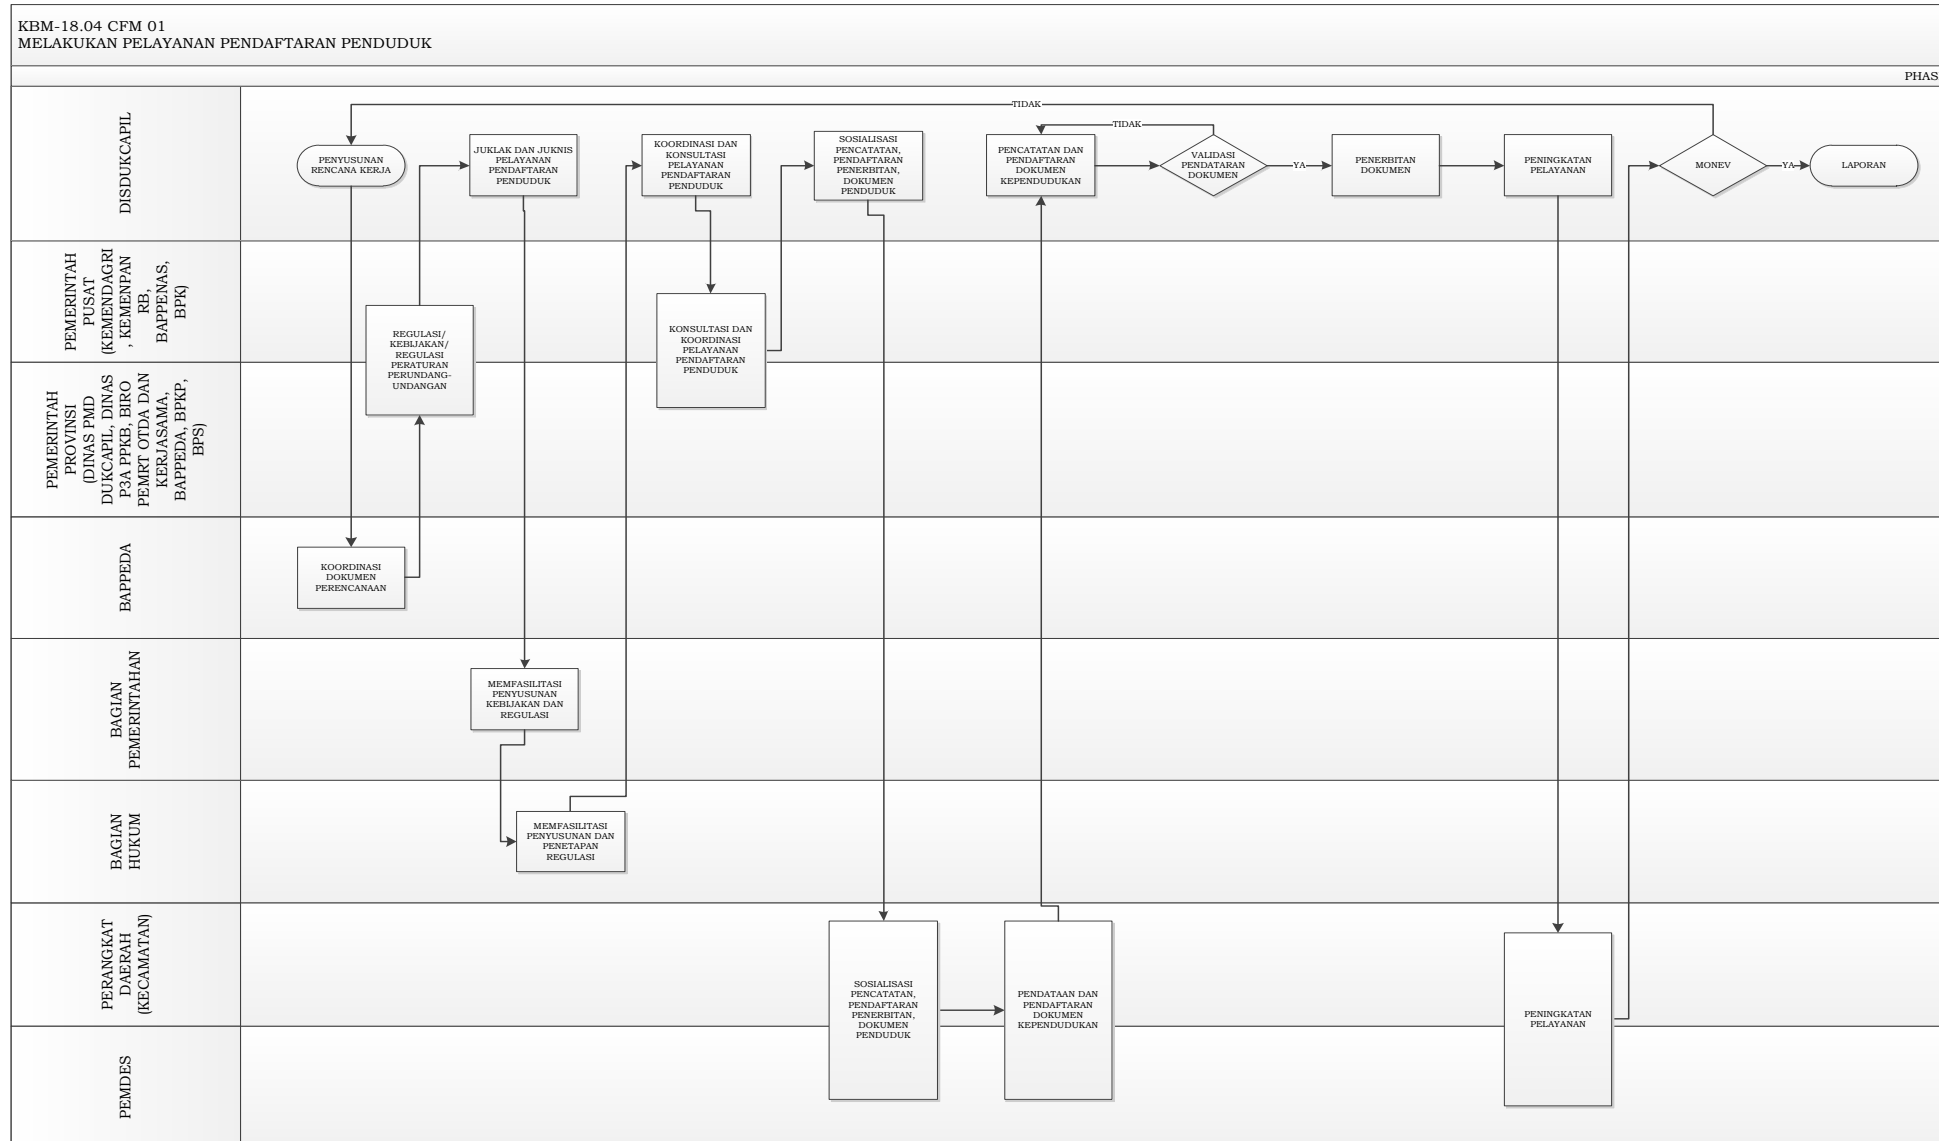 KBM-18.04 CFM 01
MELAKUKAN PELAYANAN PENDAFTARAN PENDUDUK
PHAS
DISDUKCAPIL
TIDAK
PENYUSUNAN
RENCANA KERJA
JUKLAK DAN JUKNIS
PELAYANAN
PENDAFTARAN
PENDUDUK
KOORDINASI DAN
KONSULTASI
PELAYANAN
PENDAFTARAN
PENDUDUK
SOSIALISASI
PENCATATAN,
PENDAFTARAN
PENERBITAN,
DOKUMEN
PENDUDUK
PENCATATAN DAN
PENDAFTARAN
DOKUMEN
KEPENDUDUKAN
TIDAK
VALIDASI
PENDATARAN
DOKUMEN
YA
PENERBITAN
DOKUMEN
PENINGKATAN
PELAYANAN
MONEV
YA
LAPORAN
PEMERINTAH
PUSAT
(KEMENDAGRI
, KEMENPAN
RB,
BAPPENAS,
BPK)
REGULASI/
KEBIJAKAN/
REGULASI
PERATURAN
PERUNDANG-
UNDANGAN
KONSULTASI DAN
KOORDINASI
PELAYANAN
PENDAFTARAN
PENDUDUK
PEMERINTAH
PROVINSI
(DINAS PMD
DUKCAPIL, DINAS
P3A PPKB, BIRO
PEMRT OTDA DAN
KERJASAMA,
BAPPEDA, BPKP,
BPS)
BAPPEDA
KOORDINASI
DOKUMEN
PERENCANAAN
BAGIAN
PEMERINTAHAN
MEMFASILITASI
PENYUSUNAN
KEBIJAKAN DAN
REGULASI
BAGIAN
HUKUM
MEMFASILITASI
PENYUSUNAN DAN
PENETAPAN
REGULASI
PERANGKAT
DAERAH
(KECAMATAN)
SOSIALISASI
PENCATATAN,
PENDAFTARAN
PENERBITAN,
DOKUMEN
PENDUDUK
PENDATAAN DAN
PENDAFTARAN
DOKUMEN
KEPENDUDUKAN
PENINGKATAN
PELAYANAN
PEMDES